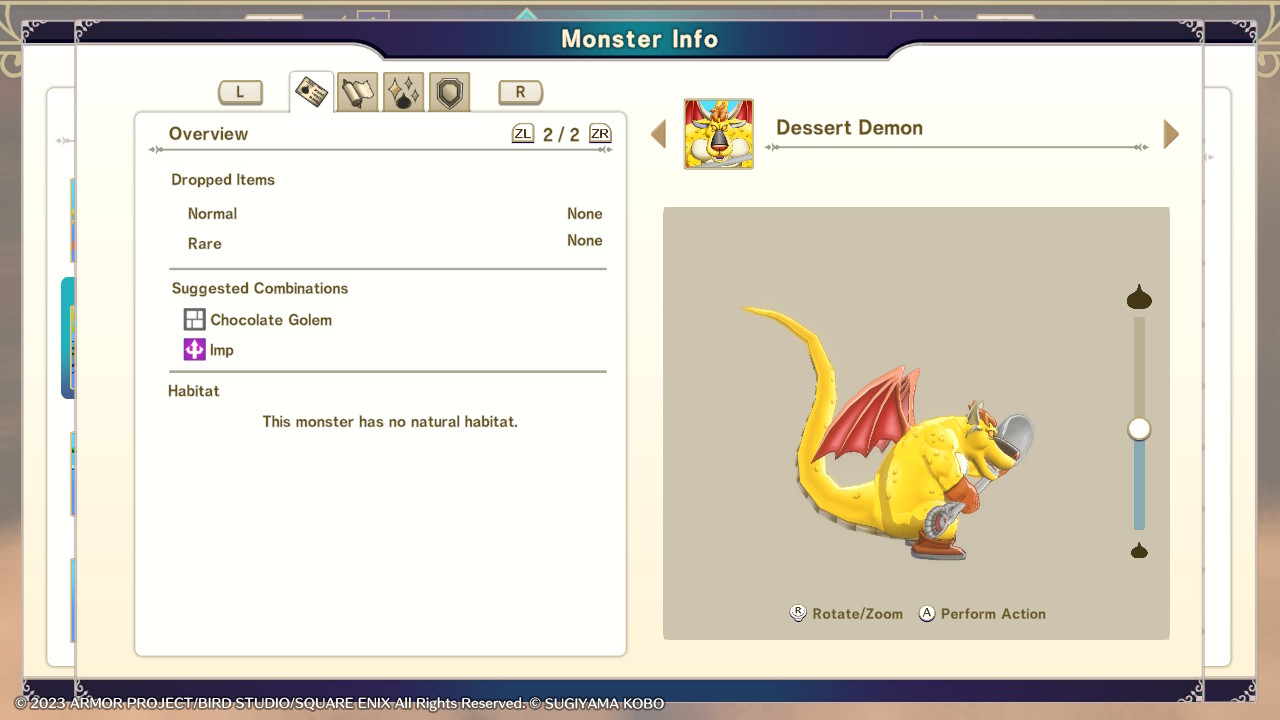 Monster Info
L
R
Overview
ZL 2 / 2 ZR
Dropped Items
Normal None
Rare None
Suggested Combinations
Chocolate Golem
Imp
Habitat
This monster has no natural habitat.
Dessert Demon
R Rotate/Zoom A Perform Action
© 2023 ARMOR PROJECT/BIRD STUDIO/SQUARE ENIX All Rights Reserved. © SUGIYAMA KOBO